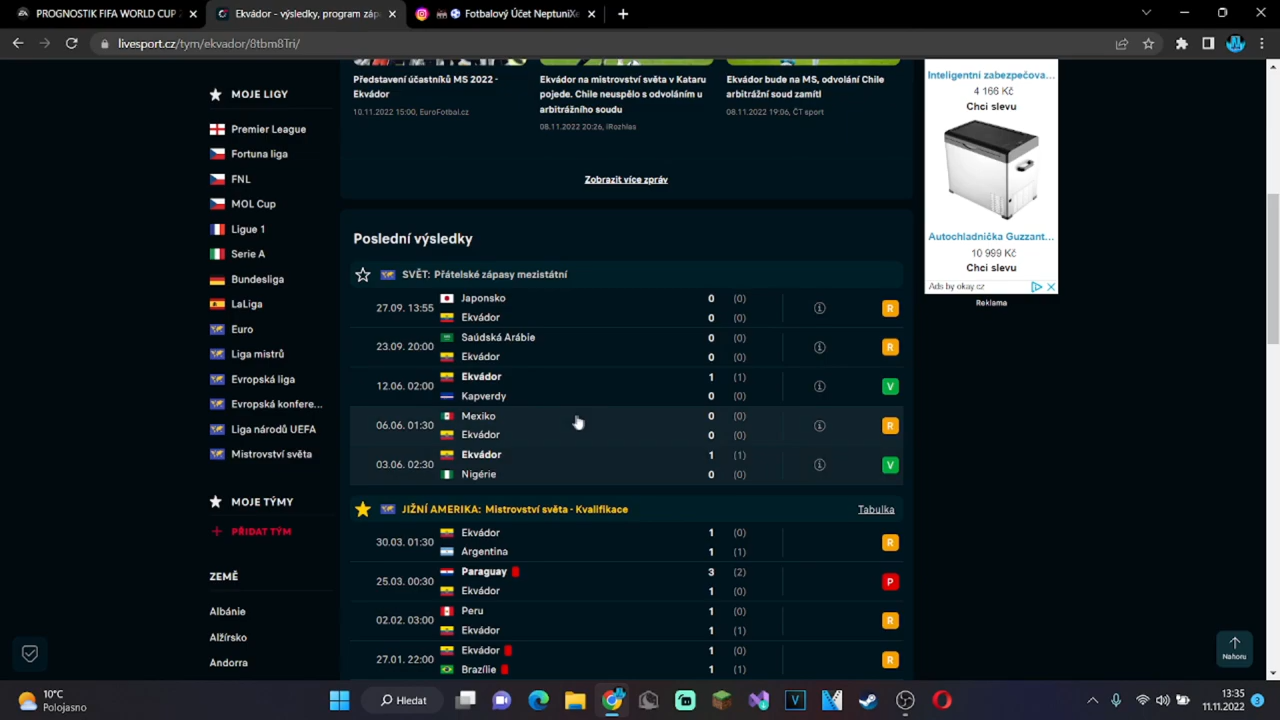 PROGNOSTIK FIFA WORLD CUP
Ekvádor - výsledky, program záp
Fotbalový Účet NeptuniXe
livesport.cz/tym/ekvador/8tbm8Tri/
MOJE LIGY
Premier League
Fortuna liga
FNL
MOL Cup
Ligue 1
Serie A
Bundesliga
LaLiga
Euro
Liga mistrů
Evropská liga
Evropská konfere...
Liga národů UEFA
Mistrovství světa
MOJE TÝMY
PŘIDAT TÝM
ZEMĚ
Albánie
Alžírsko
Andorra
Představení účastníků MS 2022 -
Ekvádor
10.11.2022 15:00, EuroFotbal.cz
Ekvádor na mistrovství světa v Kataru
pojede. Chile neuspělo s odvoláním u
arbitrážního soudu
08.11.2022 20:26, iRozhlas
Ekvádor bude na MS, odvolání Chile
arbitrážní soud zamítl
08.11.2022 19:06, ČT sport
Zobrazit více zpráv
Poslední výsledky
SVĚT: Přátelské zápasy mezistátní
27.09. 13:55
Japonsko 0 (0)
Ekvádor 0 (0)
R
23.09. 20:00
Saúdská Arábie 0 (0)
Ekvádor 0 (0)
R
12.06. 02:00
Ekvádor 1 (1)
Kapverdy 0 (0)
V
06.06. 01:30
Mexiko 0 (0)
Ekvádor 0 (0)
R
03.06. 02:30
Ekvádor 1 (1)
Nigérie 0 (0)
V
JIŽNÍ AMERIKA: Mistrovství světa - Kvalifikace Tabulka
30.03. 01:30
Ekvádor 1 (0)
Argentina 1 (1)
R
25.03. 00:30
Paraguay 3 (2)
Ekvádor 1 (0)
P
02.02. 03:00
Peru 1 (0)
Ekvádor 1 (1)
R
27.01. 22:00
Ekvádor 1 (0)
Brazílie 1 (1)
R
Inteligentní zabezpečova...
4 166 Kč
Chci slevu
Autochladnička Guzzant...
10 999 Kč
Chci slevu
Ads by okay.cz
Reklama
Nahoru
10°C
Polojasno
Hledat
13:35
11.11.2022
3